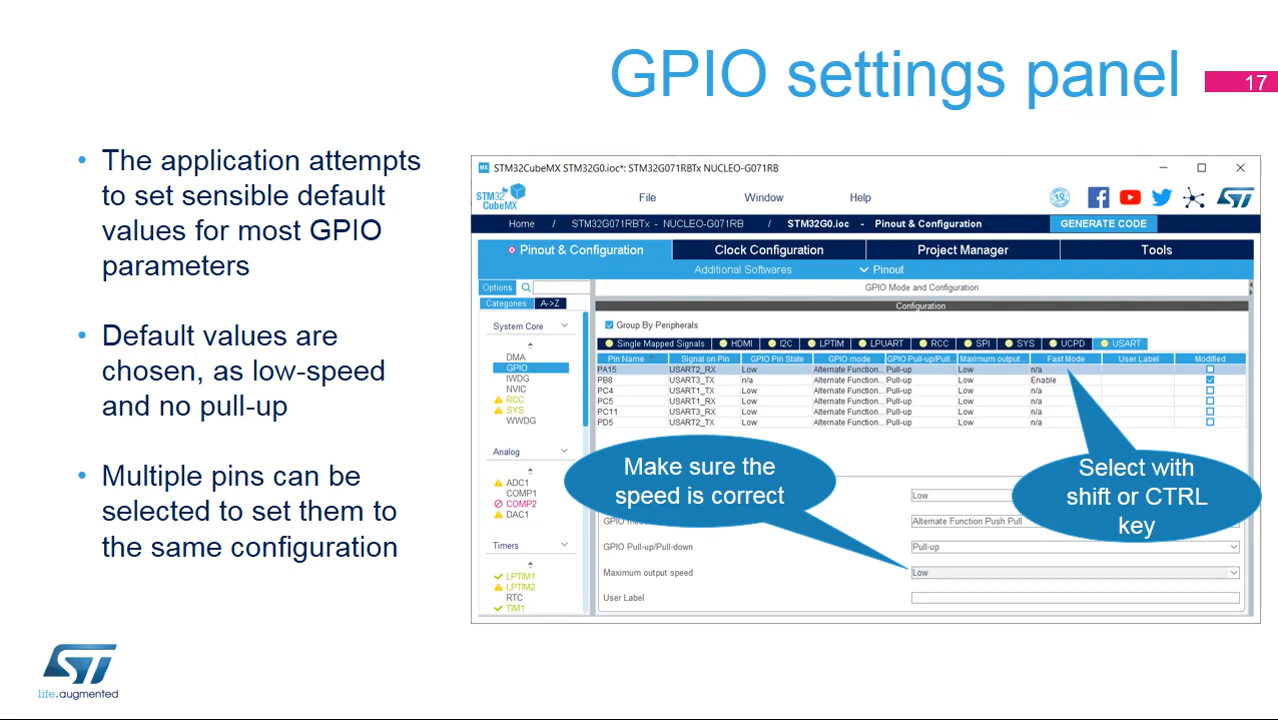 GPIO settings panel
17
• The application attempts
to set sensible default
values for most GPIO
parameters
• Default values are
chosen, as low-speed
and no pull-up
• Multiple pins can be
selected to set them to
the same configuration
MX STM32CubeMX STM32G0.ioc*: STM32G071RBTx NUCLEO-G071RB
STM32
CubeMX
File Window Help
10
ST
Home / STM32G071RBTx - NUCLEO-G071RB / STM32G0.ioc - Pinout & Configuration GENERATE CODE
Pinout & Configuration Clock Configuration Project Manager Tools
Additional Softwares Pinout
Options
GPIO Mode and Configuration
Categories A->Z
Configuration
System Core
DMA
GPIO
IWDG
NVIC
RCC
SYS
WWDG
Analog
ADC1
COMP1
COMP2
DAC1
Timers
LPTIM1
LPTIM2
RTC
TIM1
Group By Peripherals
Single Mapped Signals HDMI I2C LPTIM LPUART RCC SPI SYS UCPD USART
Pin Name Signal on Pin GPIO Pin State GPIO mode GPIO Pull-up/Pull... Maximum output ... Fast Mode User Label Modified
PA15 USART2_RX Low Alternate Function... Pull-up Low n/a
PB8 USART3_TX n/a Alternate Function... Pull-up Low Enable
PC4 USART1_TX Low Alternate Function... Pull-up Low n/a
PC5 USART1_RX Low Alternate Function... Pull-up Low n/a
PC11 USART3_RX Low Alternate Function... Pull-up Low n/a
PD5 USART2_TX Low Alternate Function... Pull-up Low n/a
Make sure the
speed is correct
Select with
shift or CTRL
key
Low
Alternate Function Push Pull
GPIO Pull-up/Pull-down Pull-up
Maximum output speed Low
User Label
ST
life.augmented